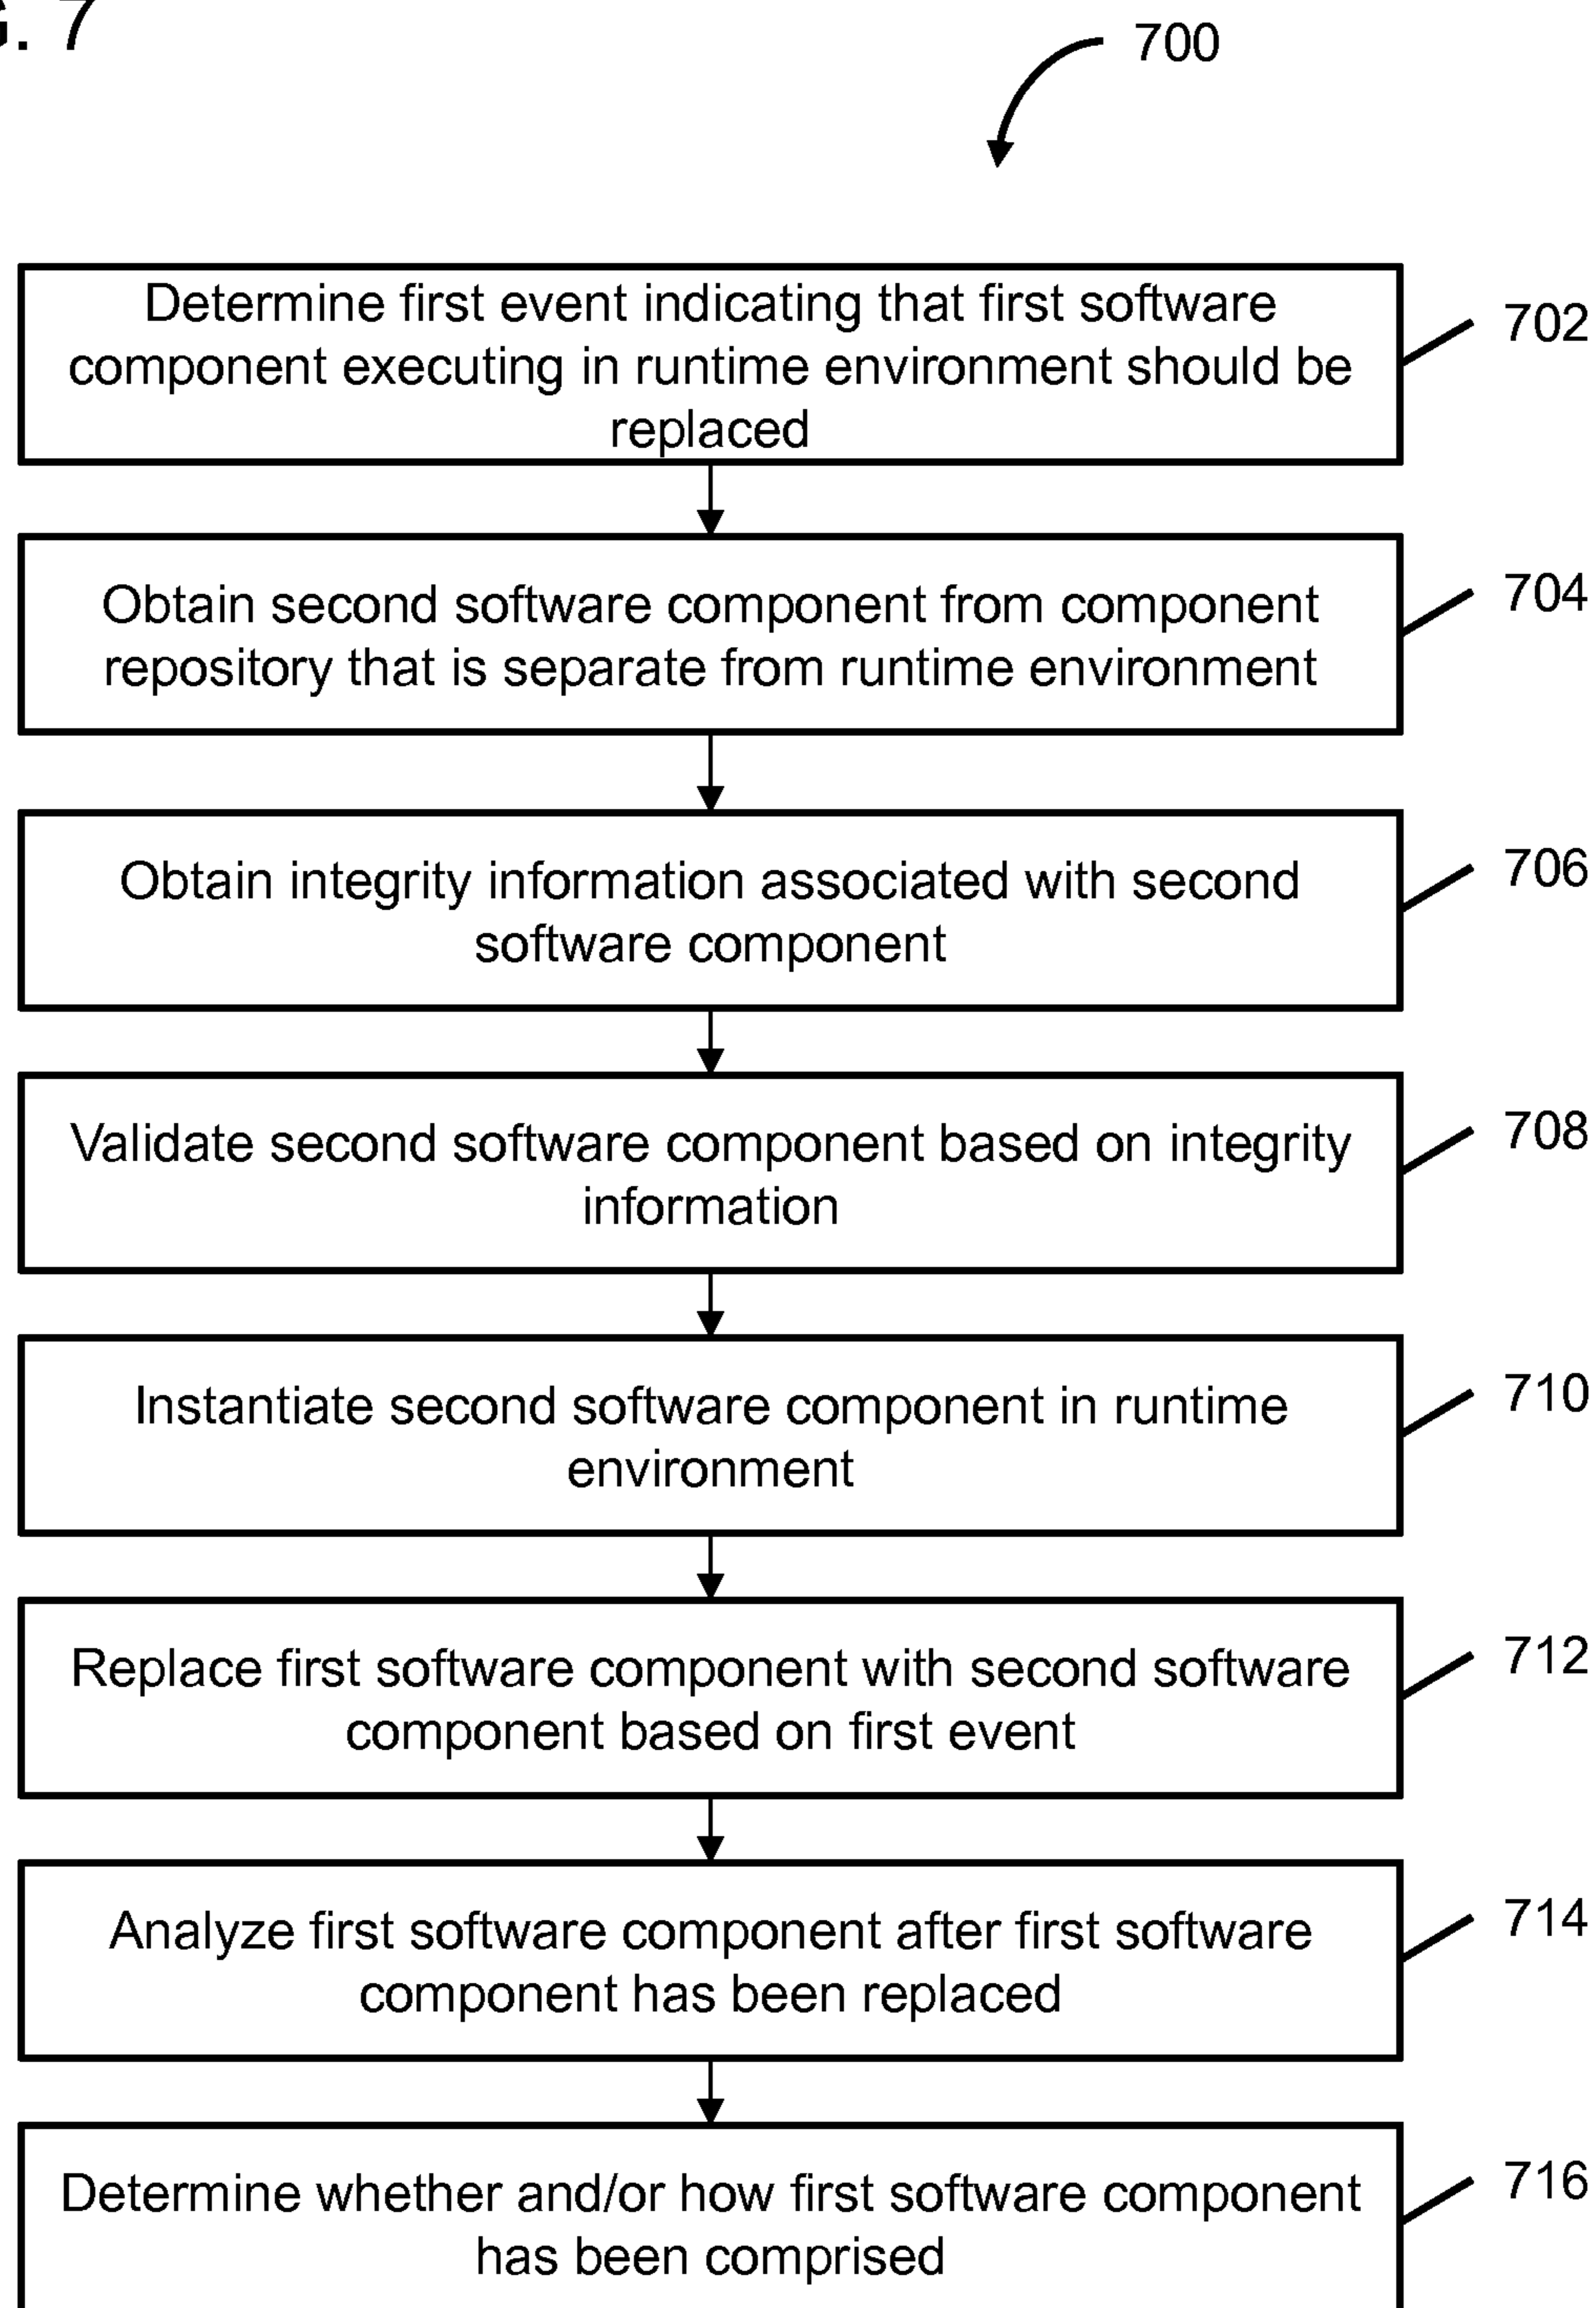 G. 7
700
Determine first event indicating that first software
component executing in runtime environment should be
replaced
702
Obtain second software component from component
repository that is separate from runtime environment
704
Obtain integrity information associated with second
software component
706
Validate second software component based on integrity
information
708
Instantiate second software component in runtime
environment
710
Replace first software component with second software
component based on first event
712
Analyze first software component after first software
component has been replaced
714
Determine whether and/or how first software component
has been comprised
716